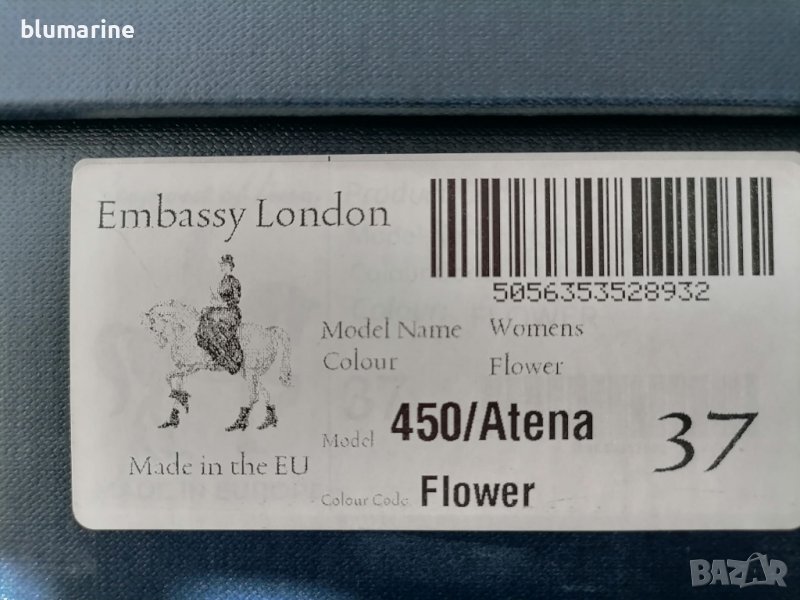 blumarine
Embassy London
5056353528932
Model Name Womens
Colour Flower
Model 450/Atena 37
Made in the EU
Colour Code Flower
BAZAR